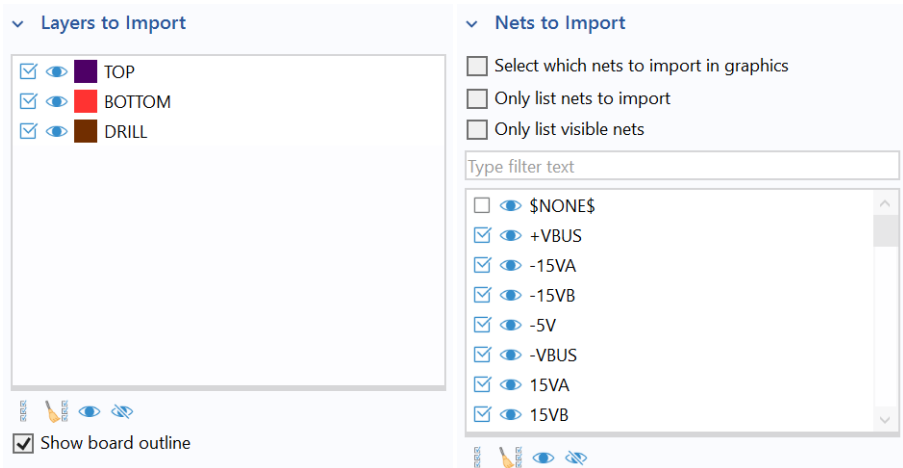 Layers to Import
TOP
BOTTOM
DRILL
Show board outline
Nets to Import
Select which nets to import in graphics
Only list nets to import
Only list visible nets
Type filter text
$NONE$
+VBUS
-15VA
-15VB
-5V
-VBUS
15VA
15VB